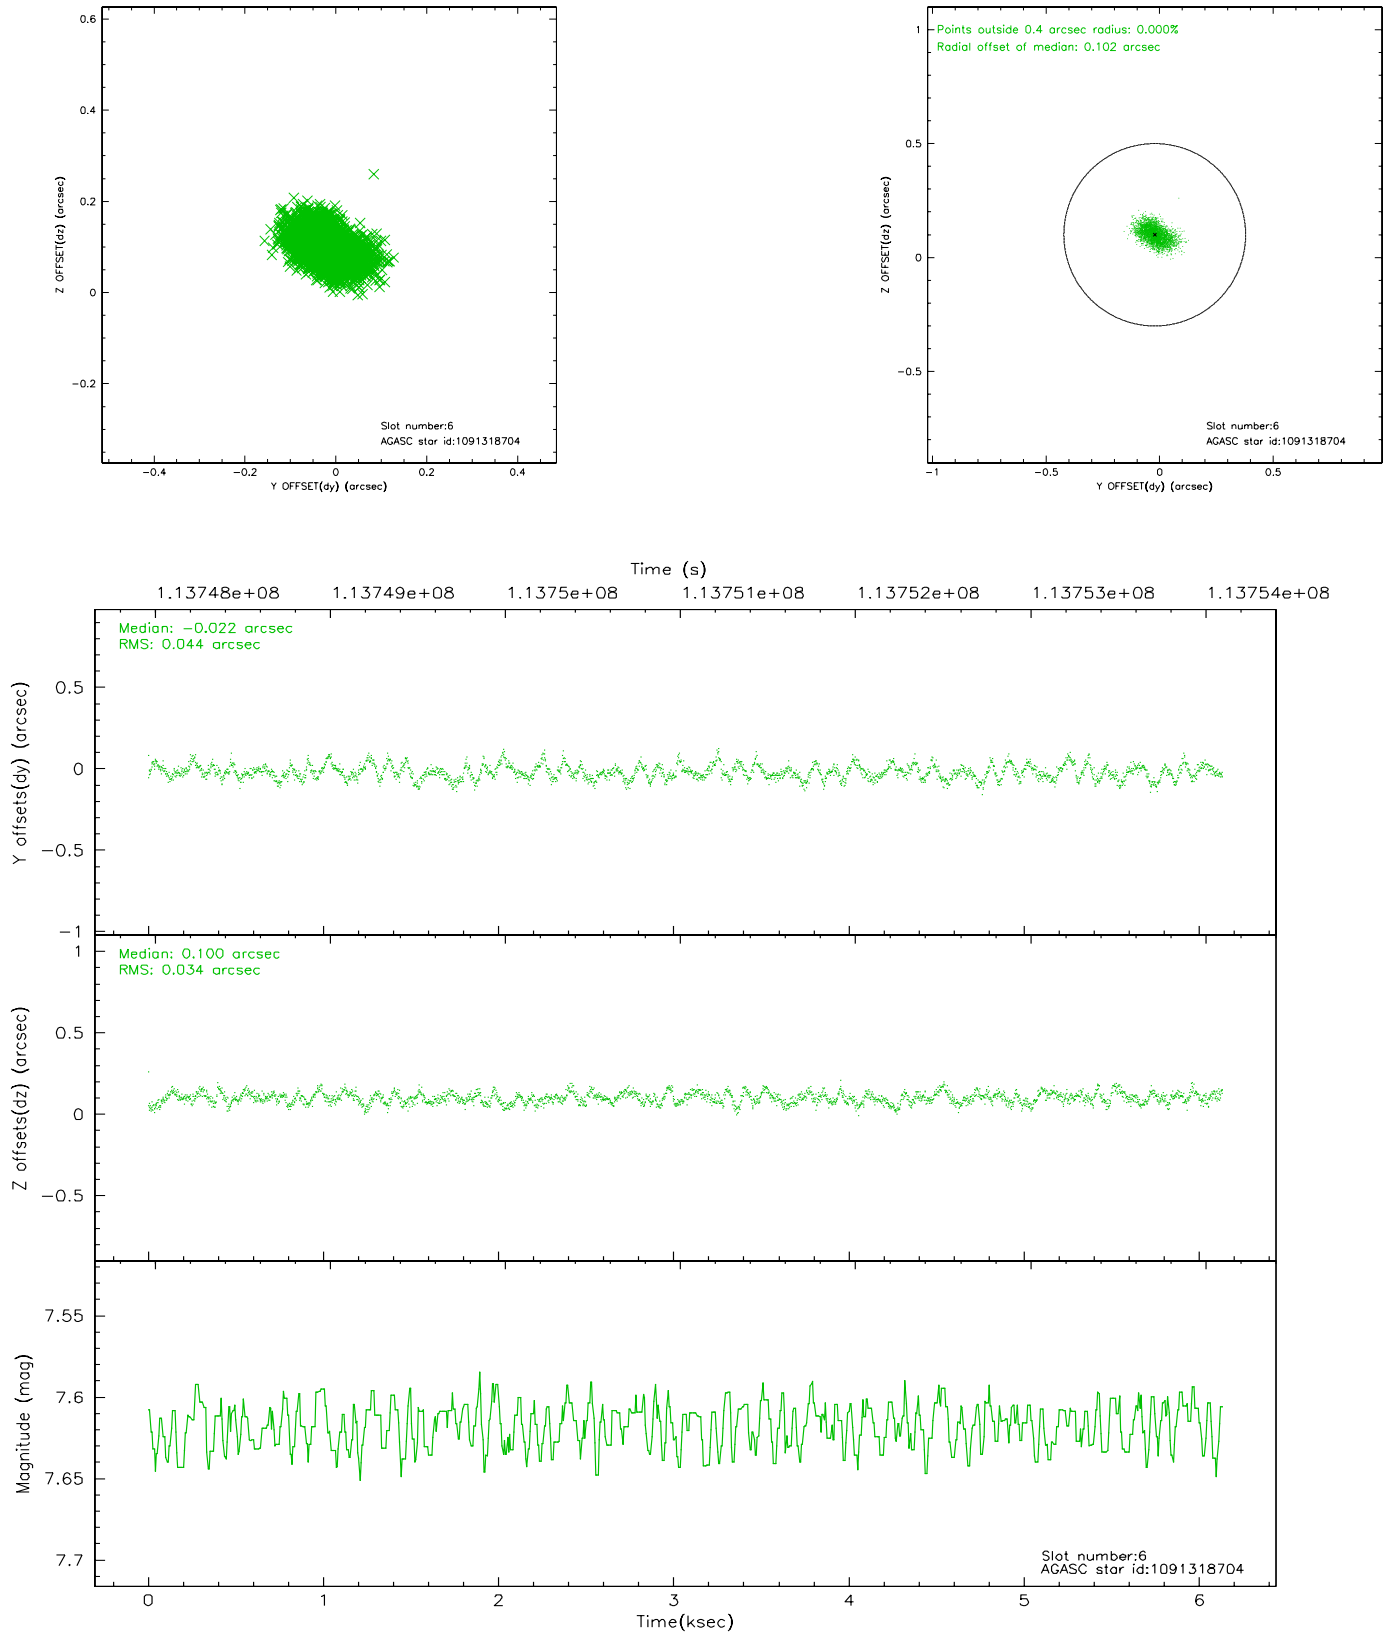 0.6
0.4
0.2
0
−0.2
Z OFFSET(dz) (arcsec)
−0.4 −0.2 0 0.2 0.4
Y OFFSET(dy) (arcsec)
Slot number:6
AGASC star id:1091318704
Points outside 0.4 arcsec radius: 0.000%
Radial offset of median: 0.102 arcsec
1
0.5
0
−0.5
Z OFFSET(dz) (arcsec)
−1 −0.5 0 0.5
Y OFFSET(dy) (arcsec)
Slot number:6
AGASC star id:1091318704
Time (s)
1.13748e+08 1.13749e+08 1.1375e+08 1.13751e+08 1.13752e+08 1.13753e+08 1.13754e+08
Median: −0.022 arcsec
RMS: 0.044 arcsec
0.5
0
−0.5
−1
Y offsets(dy) (arcsec)
Median: 0.100 arcsec
RMS: 0.034 arcsec
1
0.5
0
−0.5
Z offsets(dz) (arcsec)
7.55
7.6
7.65
7.7
Magnitude (mag)
Slot number:6
AGASC star id:1091318704
0 1 2 3 4 5 6
Time(ksec)